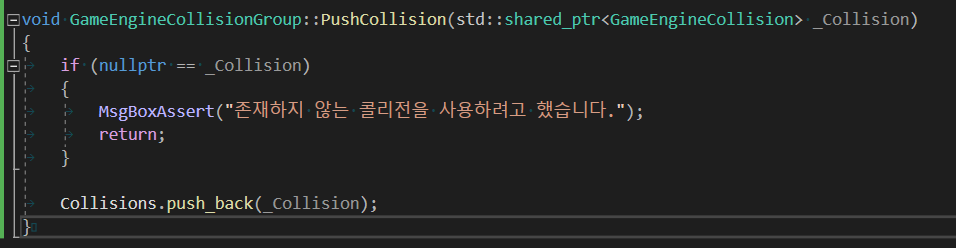 void GameEngineCollisionGroup::PushCollision(std::shared_ptr<GameEngineCollision> _Collision)
{
if (nullptr == _Collision)
{
MsgBoxAssert("존재하지 않는 콜리전을 사용하려고 했습니다.");
return;
}
Collisions.push_back(_Collision);
}